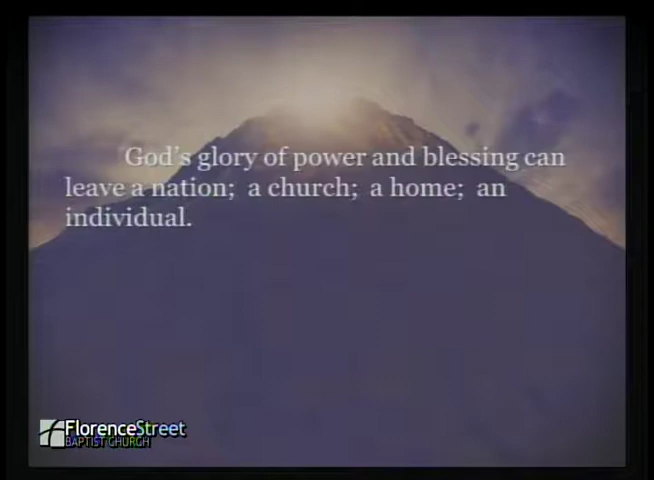 God's glory of power and blessing can
leave a nation;  a church;  a home;  an
individual.
FlorenceStreet
BAPTIST CHURCH